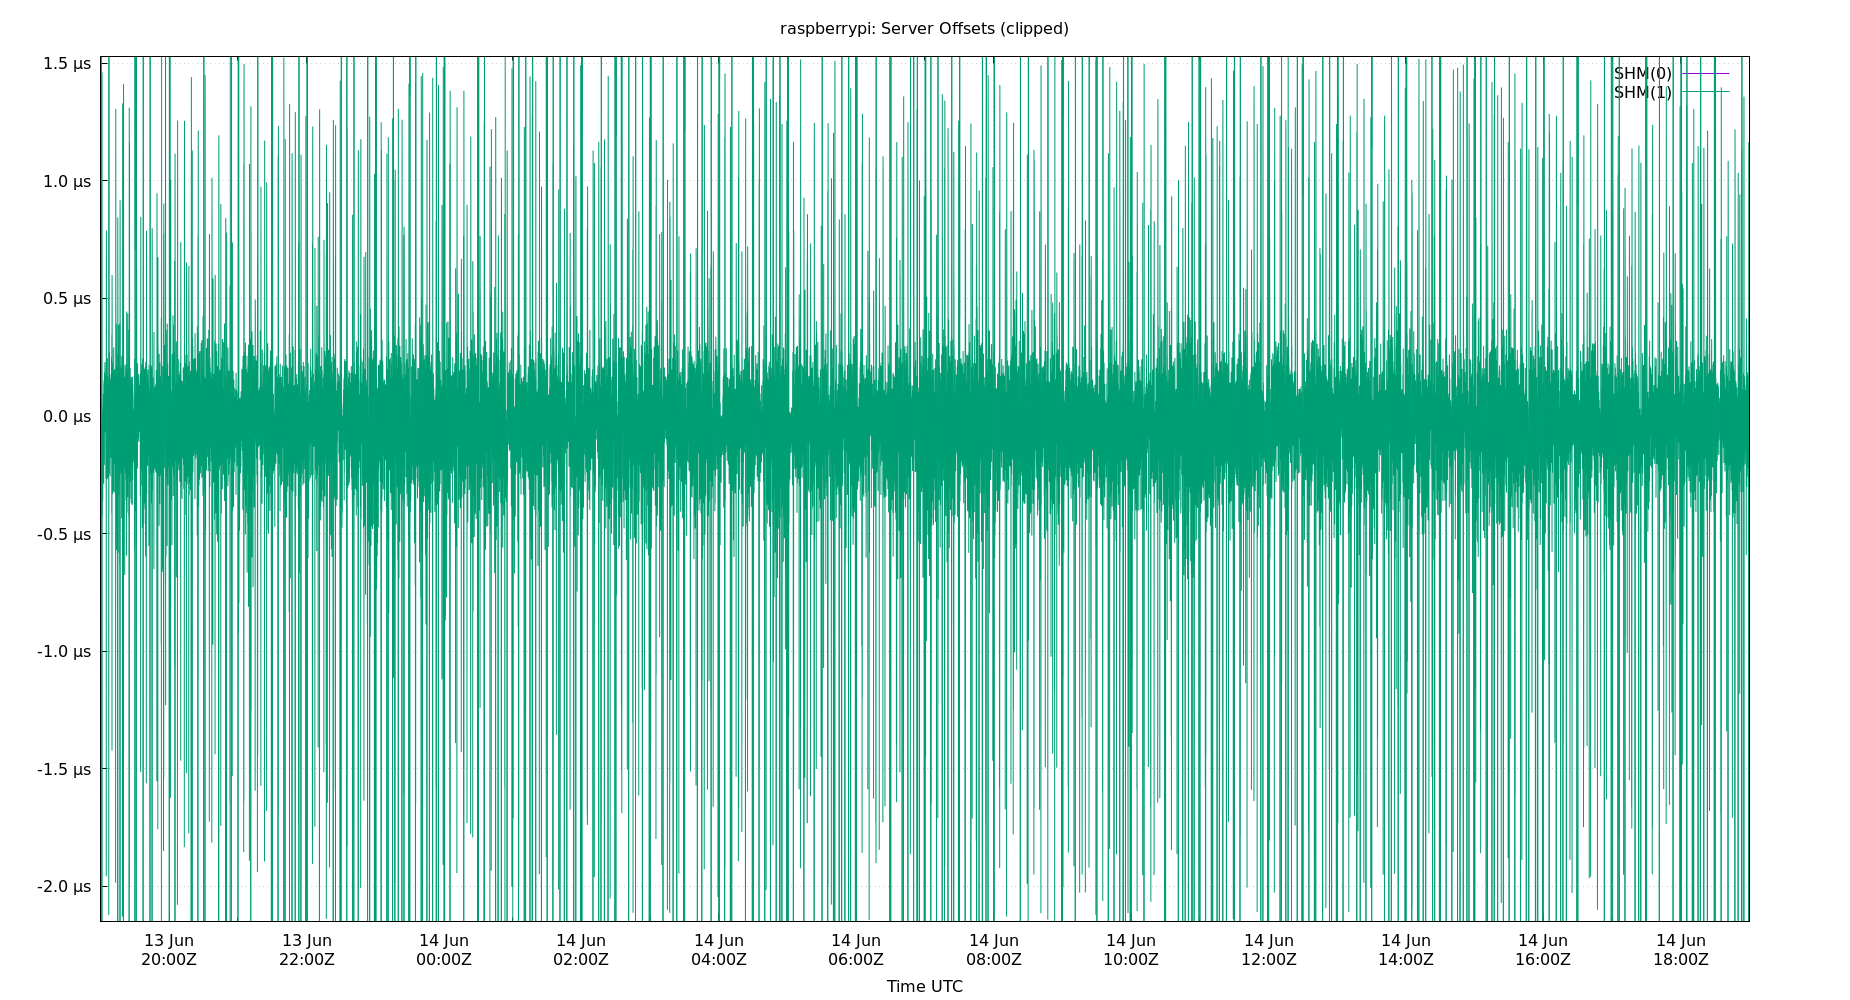 raspberrypi: Server Offsets (clipped)
1.5 µs
1.0 µs
0.5 µs
0.0 µs
-0.5 µs
-1.0 µs
-1.5 µs
-2.0 µs
SHM(0)
SHM(1)
13 Jun 13 Jun 14 Jun 14 Jun 14 Jun 14 Jun 14 Jun 14 Jun 14 Jun 14 Jun 14 Jun 14 Jun
20:00Z 22:00Z 00:00Z 02:00Z 04:00Z 06:00Z 08:00Z 10:00Z 12:00Z 14:00Z 16:00Z 18:00Z
Time UTC